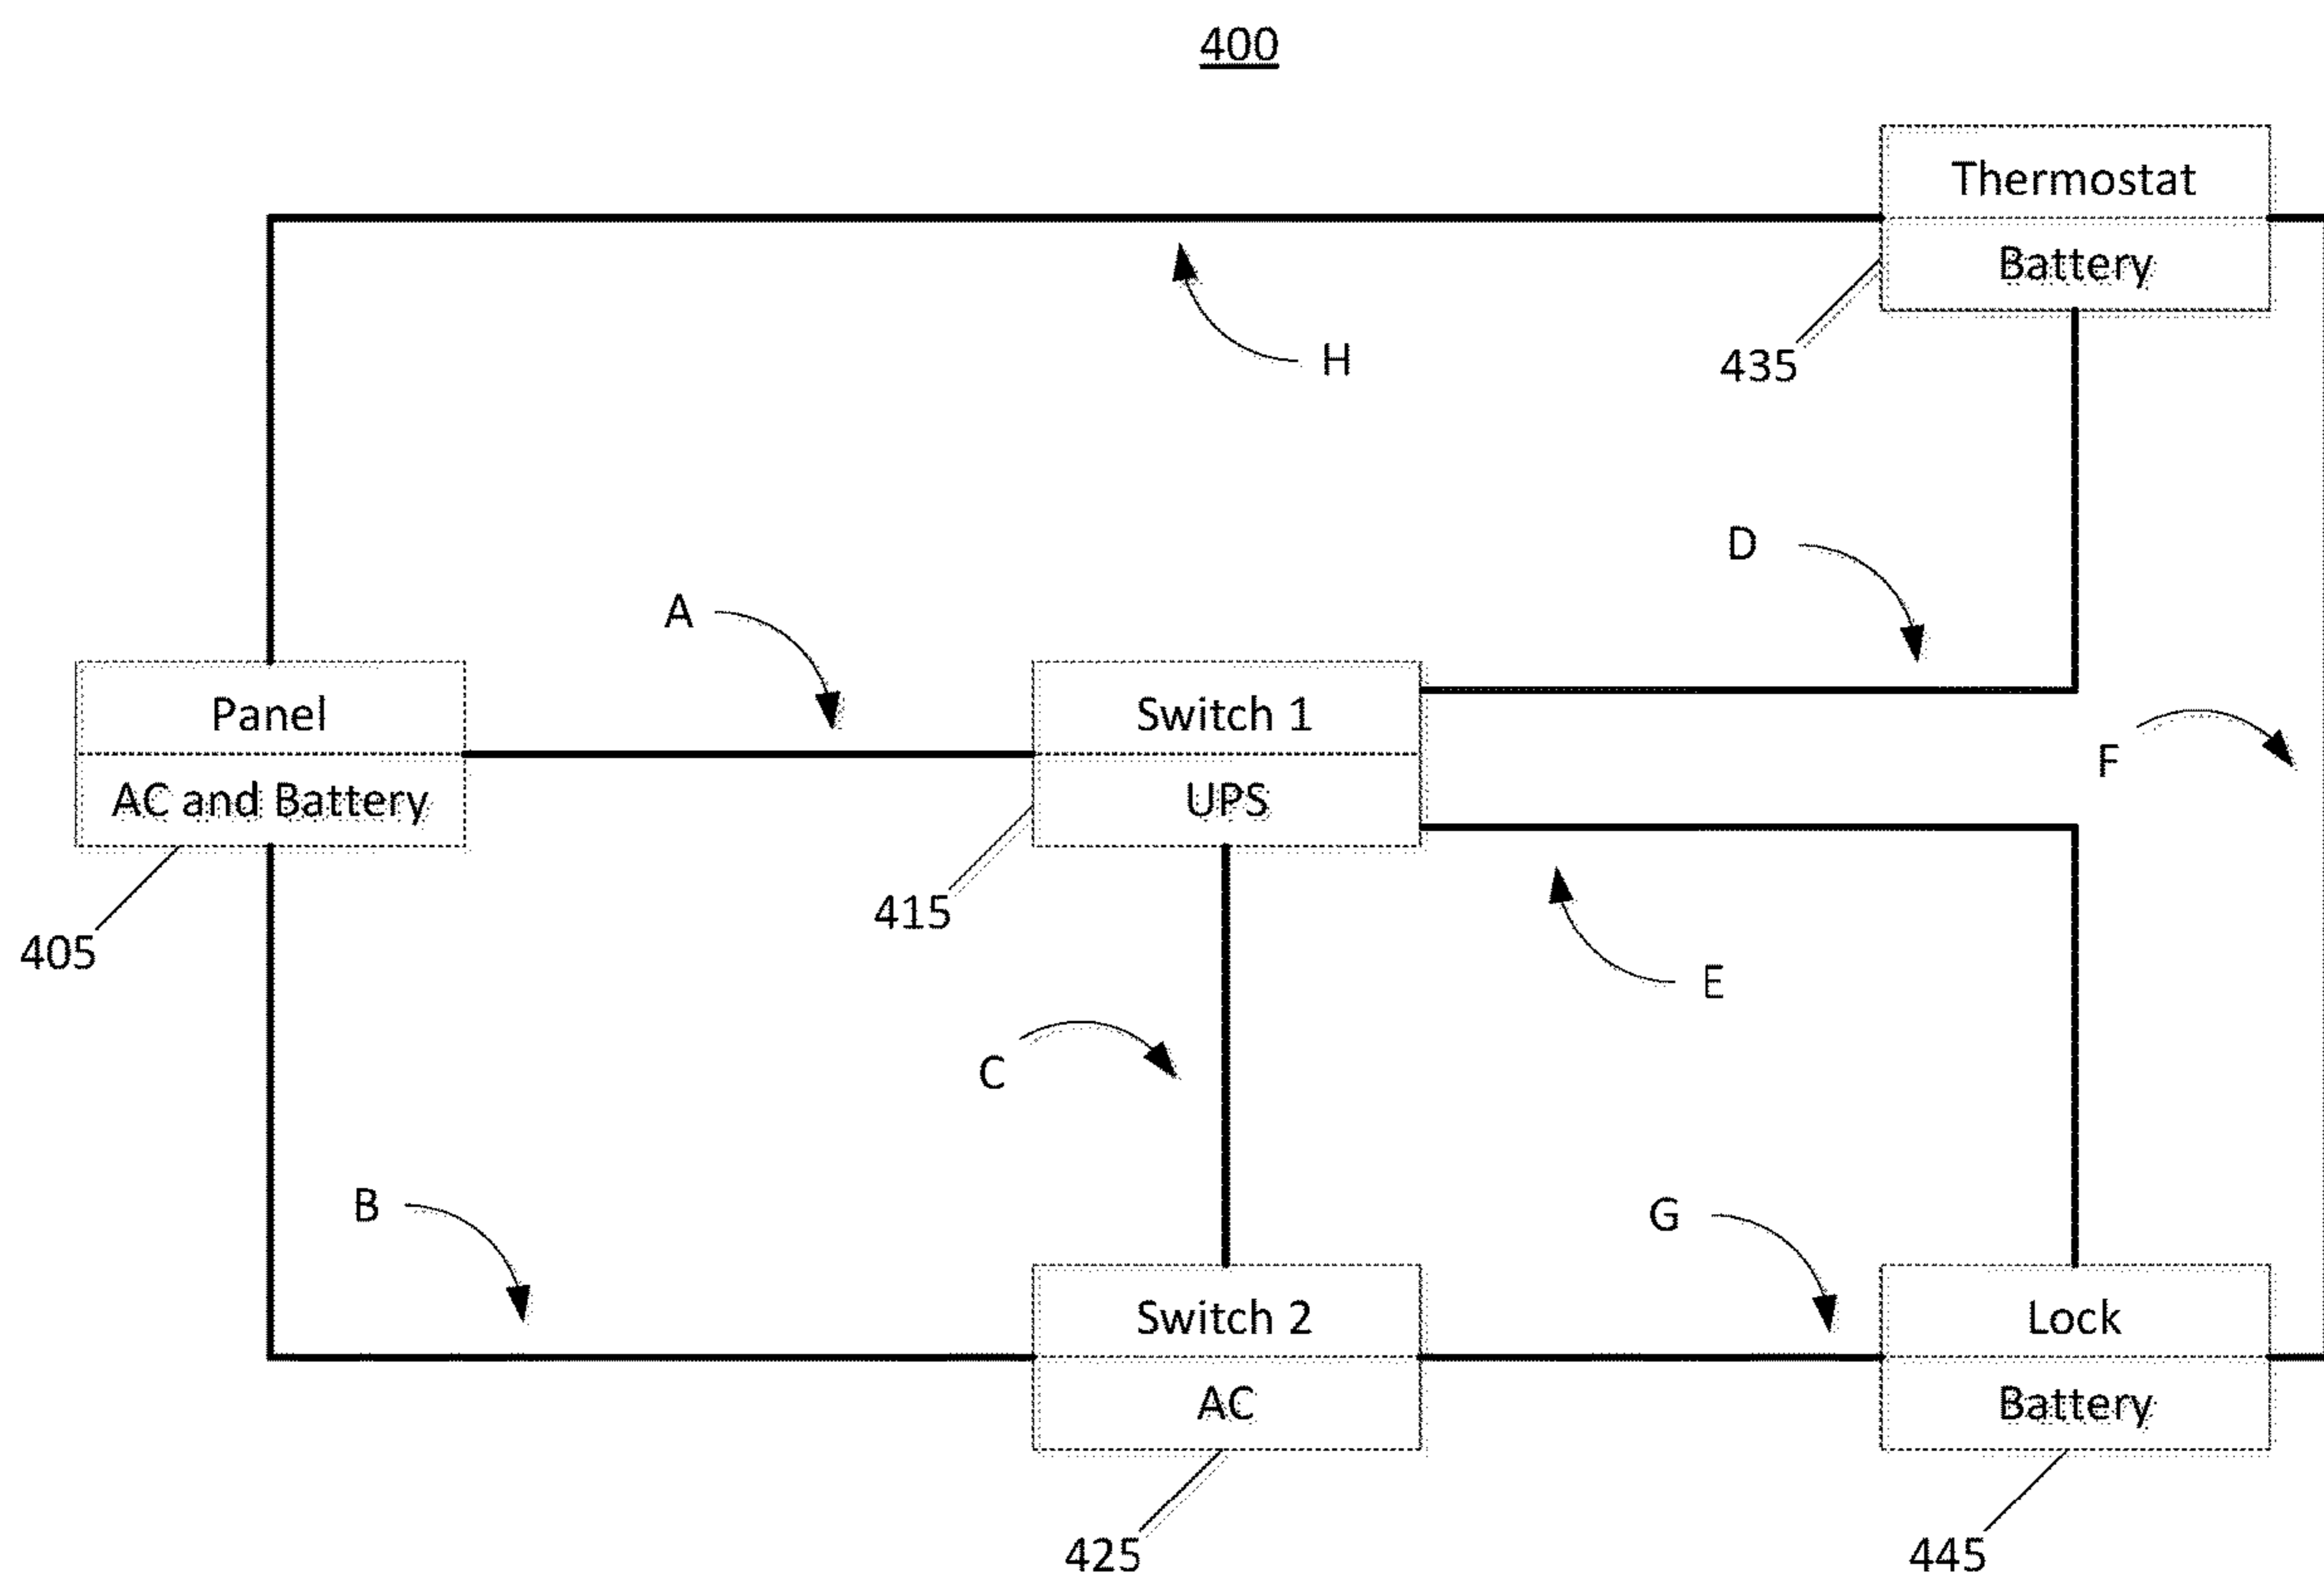 400
Thermostat
Battery
H
435
D
A
Panel
AC and Battery
Switch 1
UPS
F
405
415
E
C
B
G
Switch 2
AC
Lock
Battery
425
445